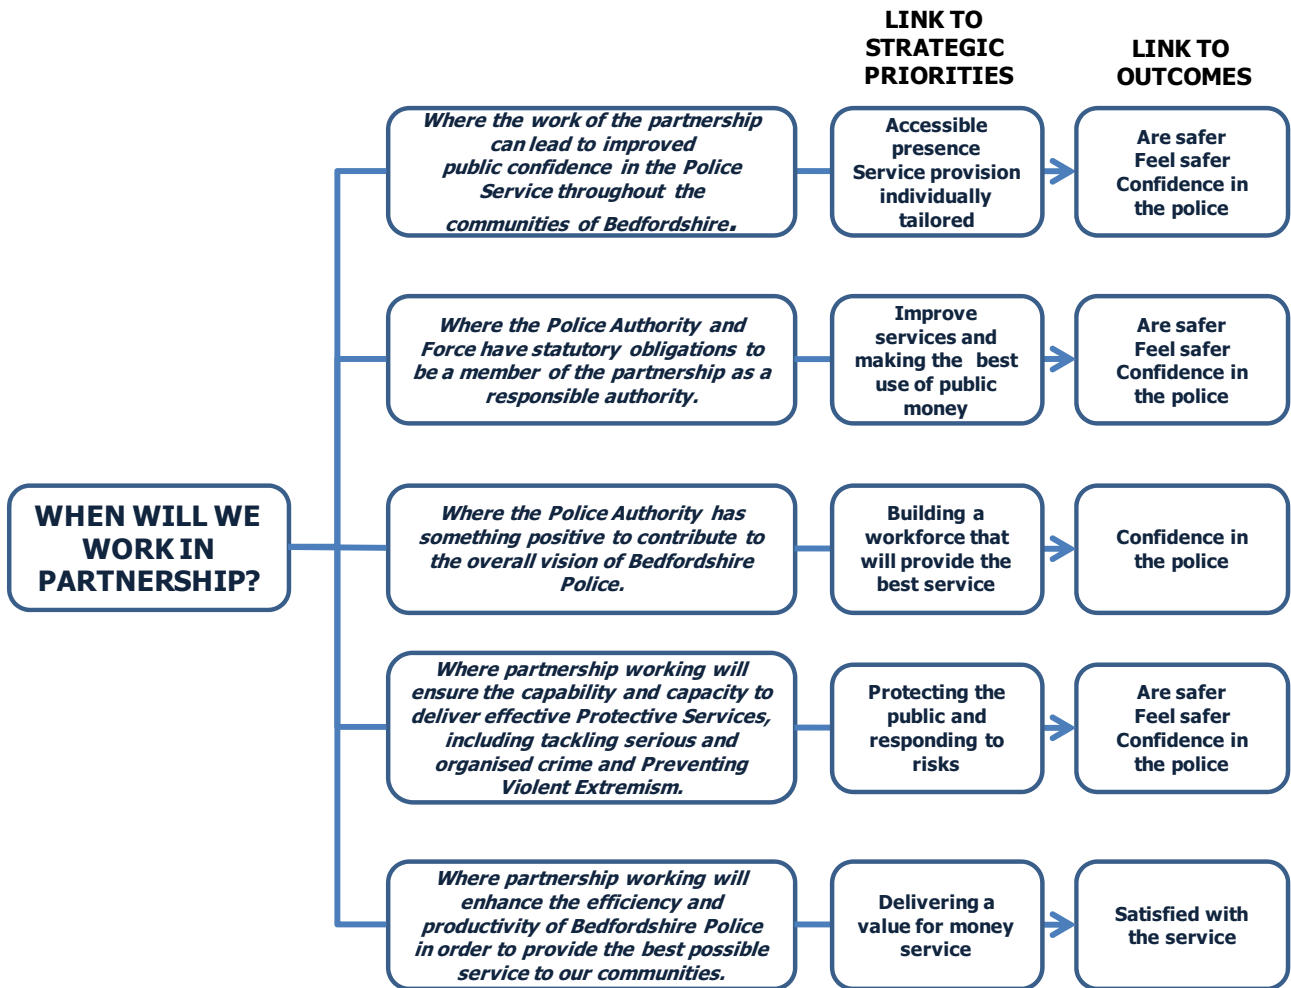 LINK TO
STRATEGIC
PRIORITIES
LINK TO
OUTCOMES
WHEN WILL WE
WORK IN
PARTNERSHIP?
Where the work of the partnership
can lead to improved
public confidence in the Police
Service throughout the
communities of Bedfordshire.
Accessible
presence
Service provision
individually
tailored
Are safer
Feel safer
Confidence in
the police
Where the Police Authority and
Force have statutory obligations to
be a member of the partnership as a
responsible authority.
Improve
services and
making the best
use of public
money
Are safer
Feel safer
Confidence in
the police
Where the Police Authority has
something positive to contribute to
the overall vision of Bedfordshire
Police.
Building a
workforce that
will provide the
best service
Confidence in
the police
Where partnership working will
ensure the capability and capacity to
deliver effective Protective Services,
including tackling serious and
organised crime and Preventing
Violent Extremism.
Protecting the
public and
responding to
risks
Are safer
Feel safer
Confidence in
the police
Where partnership working will
enhance the efficiency and
productivity of Bedfordshire Police
in order to provide the best possible
service to our communities.
Delivering a
value for money
service
Satisfied with
the service